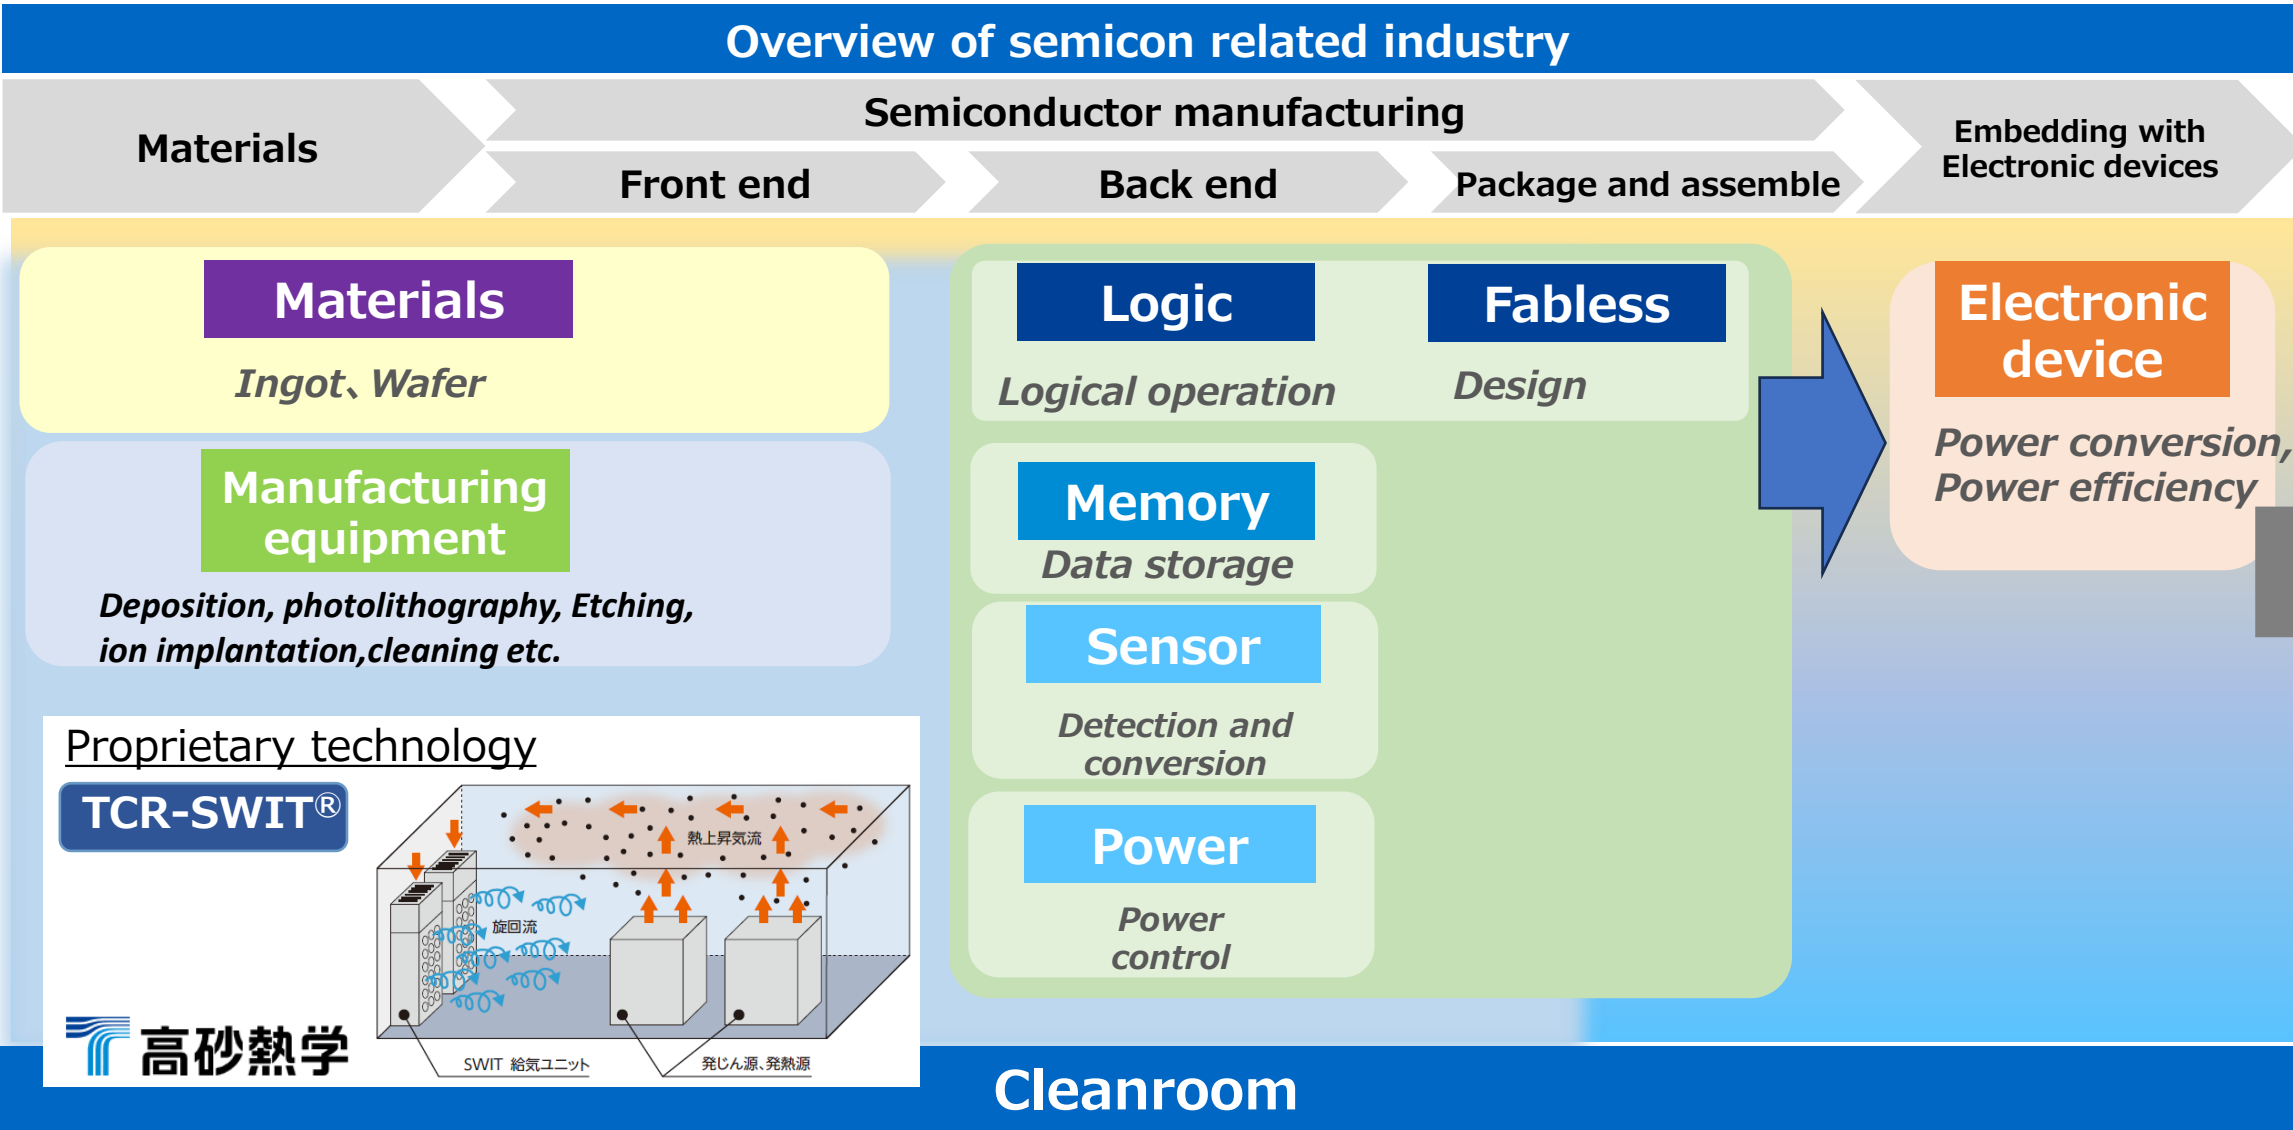 Overview of semicon related industry
Materials
Semiconductor manufacturing
Front end
Back end
Package and assemble
Embedding with
Electronic devices
Materials
Ingot、Wafer
Manufacturing
equipment
Deposition, photolithography, Etching,
ion implantation,cleaning etc.
Logic
Logical operation
Fabless
Design
Memory
Data storage
Sensor
Detection and
conversion
Power
Power
control
Electronic
device
Power conversion,
Power efficiency
Proprietary technology
TCR-SWIT®
熱上昇気流
旋回流
SWIT 給気ユニット
発じん源、発熱源
高砂熱学
Cleanroom